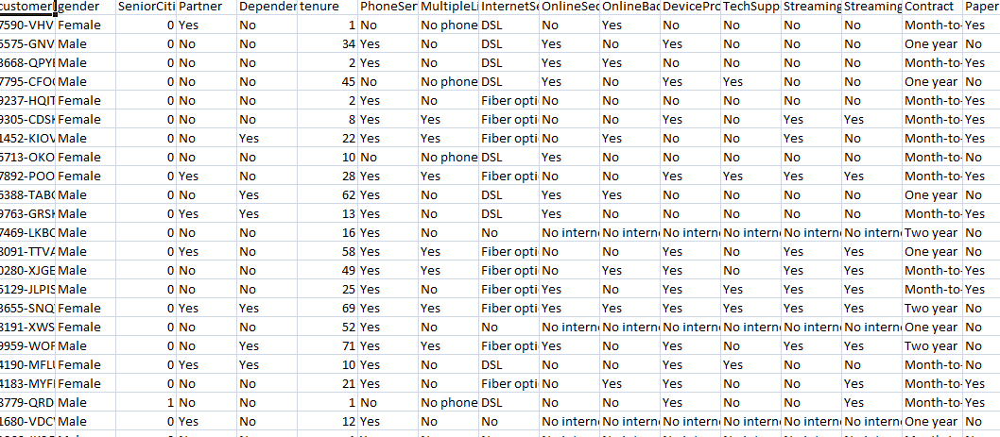 customerI gender SeniorCiti Partner Depender tenure PhoneSer MultipleLi InternetSe OnlineSec OnlineBac DevicePro TechSupp Streaming Streaming Contract Paper
7590-VHV Female 0 Yes No 1 No No phone DSL No Yes No No No No Month-to- Yes
5575-GNV Male 0 No No 34 Yes No DSL Yes No Yes No No No One year No
3668-QPYI Male 0 No No 2 Yes No DSL Yes Yes No No No No Month-to- Yes
7795-CFO Male 0 No No 45 No No phone DSL Yes No Yes Yes No No One year No
9237-HQIT Female 0 No No 2 Yes No Fiber opti No No No No No No Month-to- Yes
9305-CDSK Female 0 No No 8 Yes Yes Fiber opti No No Yes No Yes Yes Month-to- Yes
1452-KIOV Male 0 No Yes 22 Yes Yes Fiber opti No Yes No No Yes No Month-to- Yes
6713-OKO Female 0 No No 10 No No phone DSL Yes No No No No No Month-to- No
7892-POO Female 0 Yes No 28 Yes Yes Fiber opti No No Yes Yes Yes Yes Month-to- Yes
6388-TAB Male 0 No Yes 62 Yes No DSL Yes Yes No No No No One year No
9763-GRSK Male 0 Yes Yes 13 Yes No DSL Yes No No No No No Month-to- Yes
7469-LKBC Male 0 No No 16 Yes No No No interne No interne No interne No interne No interne No interne Two year No
8091-TTVA Male 0 Yes No 58 Yes Yes Fiber opti No No Yes No Yes Yes One year No
0280-XJGE Male 0 No No 49 Yes Yes Fiber opti No Yes Yes No Yes Yes Month-to- Yes
5129-JLPIS Male 0 No No 25 Yes No Fiber opti Yes No Yes Yes Yes Yes Month-to- Yes
3655-SNQ Female 0 Yes Yes 69 Yes Yes Fiber opti Yes Yes Yes Yes Yes Yes Two year No
8191-XWS Female 0 No No 52 Yes No No No interne No interne No interne No interne No interne No interne One year No
9959-WOF Male 0 No Yes 71 Yes Yes Fiber opti Yes No Yes No Yes Yes Two year No
4190-MFLU Female 0 Yes Yes 10 Yes No DSL No No Yes Yes No No Month-to- No
4183-MYFI Female 0 No No 21 Yes No Fiber opti No Yes Yes No No Yes Month-to- Yes
8779-QRD Male 1 No No 1 No No phone DSL No No Yes No No Yes Month-to- Yes
1680-VDC Male 0 Yes No 12 Yes No No No interne No interne No interne No interne No interne No interne One year No